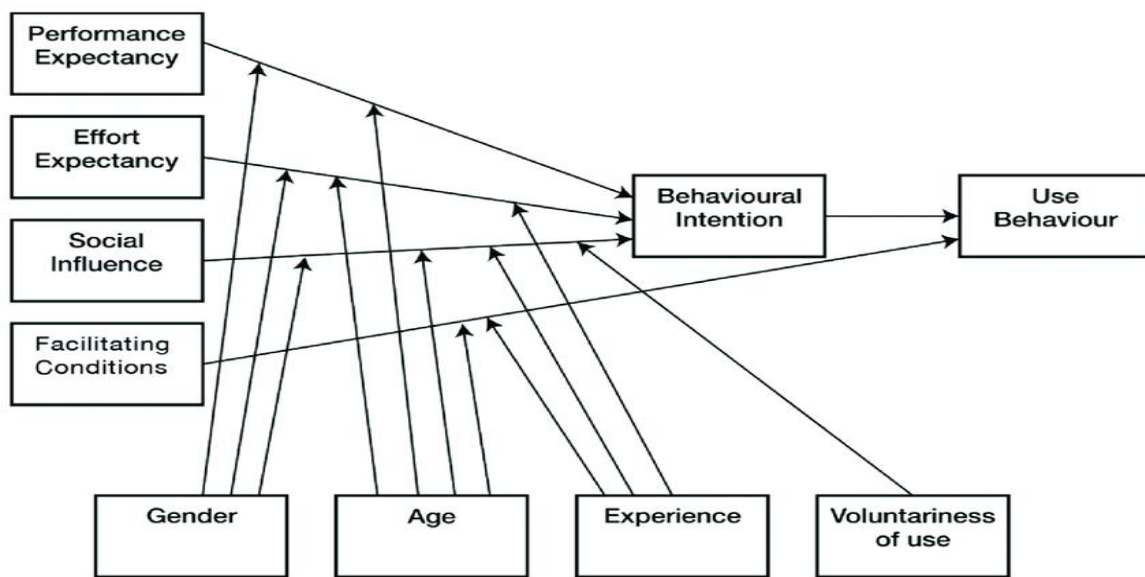 Performance
Expectancy
Effort
Expectancy
Social
Influence
Facilitating
Conditions
Behavioural
Intention
Use
Behaviour
Gender
Age
Experience
Voluntariness
of use